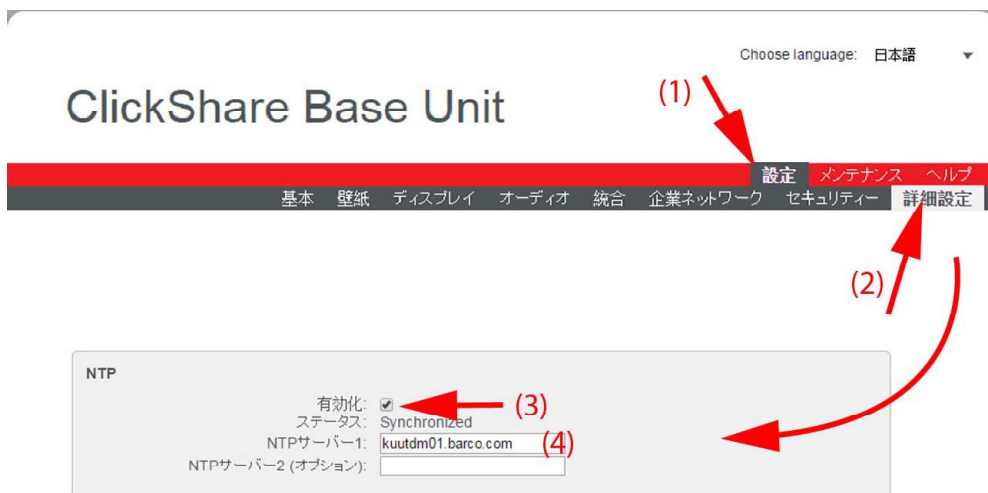 Choose language: 日本語
ClickShare Base Unit
(1)
設定 メンテナンス ヘルプ
基本 壁紙 ディスプレイ オーディオ 統合 企業ネットワーク セキュリティー 詳細設定
(2)
NTP
有効化: (3)
ステータス: Synchronized
NTPサーバー1: kuutdm01.barco.com (4)
NTPサーバー2 (オプション):